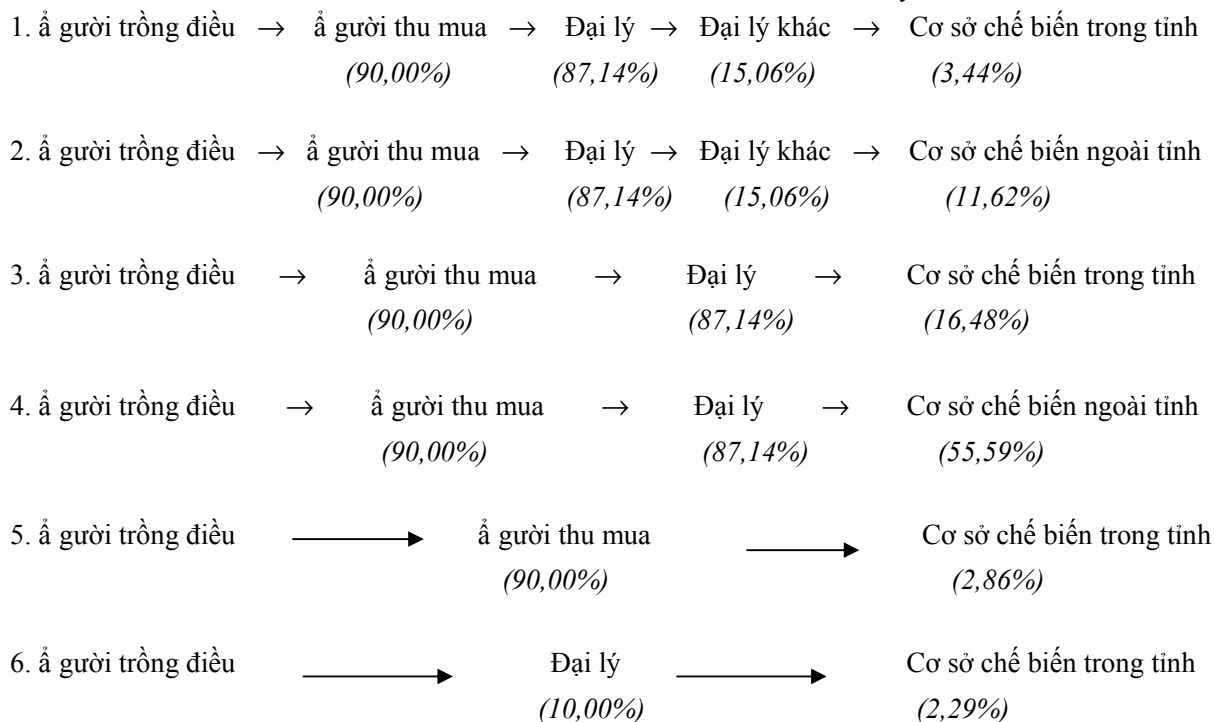 1. ẩ gười trồng điều → ẩ gười thu mua → Đại lý → Đại lý khác → Cơ sở chế biến trong tỉnh
(90,00%) (87,14%) (15,06%) (3,44%)
2. ẩ gười trồng điều → ẩ gười thu mua → Đại lý → Đại lý khác → Cơ sở chế biến ngoài tỉnh
(90,00%) (87,14%) (15,06%) (11,62%)
3. ẩ gười trồng điều → ẩ gười thu mua → Đại lý → Cơ sở chế biến trong tỉnh
(90,00%) (87,14%) (16,48%)
4. ẩ gười trồng điều → ẩ gười thu mua → Đại lý → Cơ sở chế biến ngoài tỉnh
(90,00%) (87,14%) (55,59%)
5. ẩ gười trồng điều → ẩ gười thu mua → Cơ sở chế biến trong tỉnh
(90,00%) (2,86%)
6. ẩ gười trồng điều → Đại lý → Cơ sở chế biến trong tỉnh
(10,00%) (2,29%)